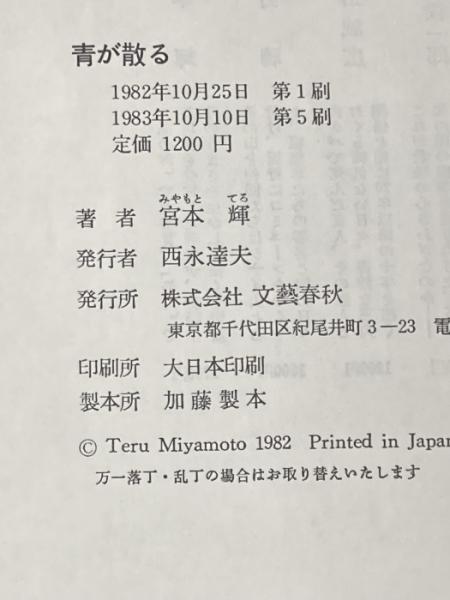 青が散る
1982年10月25日 第1刷
1983年10月10日 第5刷
定価 1200 円
みやもと てる
著者 宮本 輝
発行者 西永達夫
発行所 株式会社 文藝春秋
東京都千代田区紀尾井町3—23 電
印刷所 大日本印刷
製本所 加藤製本
© Teru Miyamoto 1982 Printed in Japan
万一落丁・乱丁の場合はお取り替えいたします